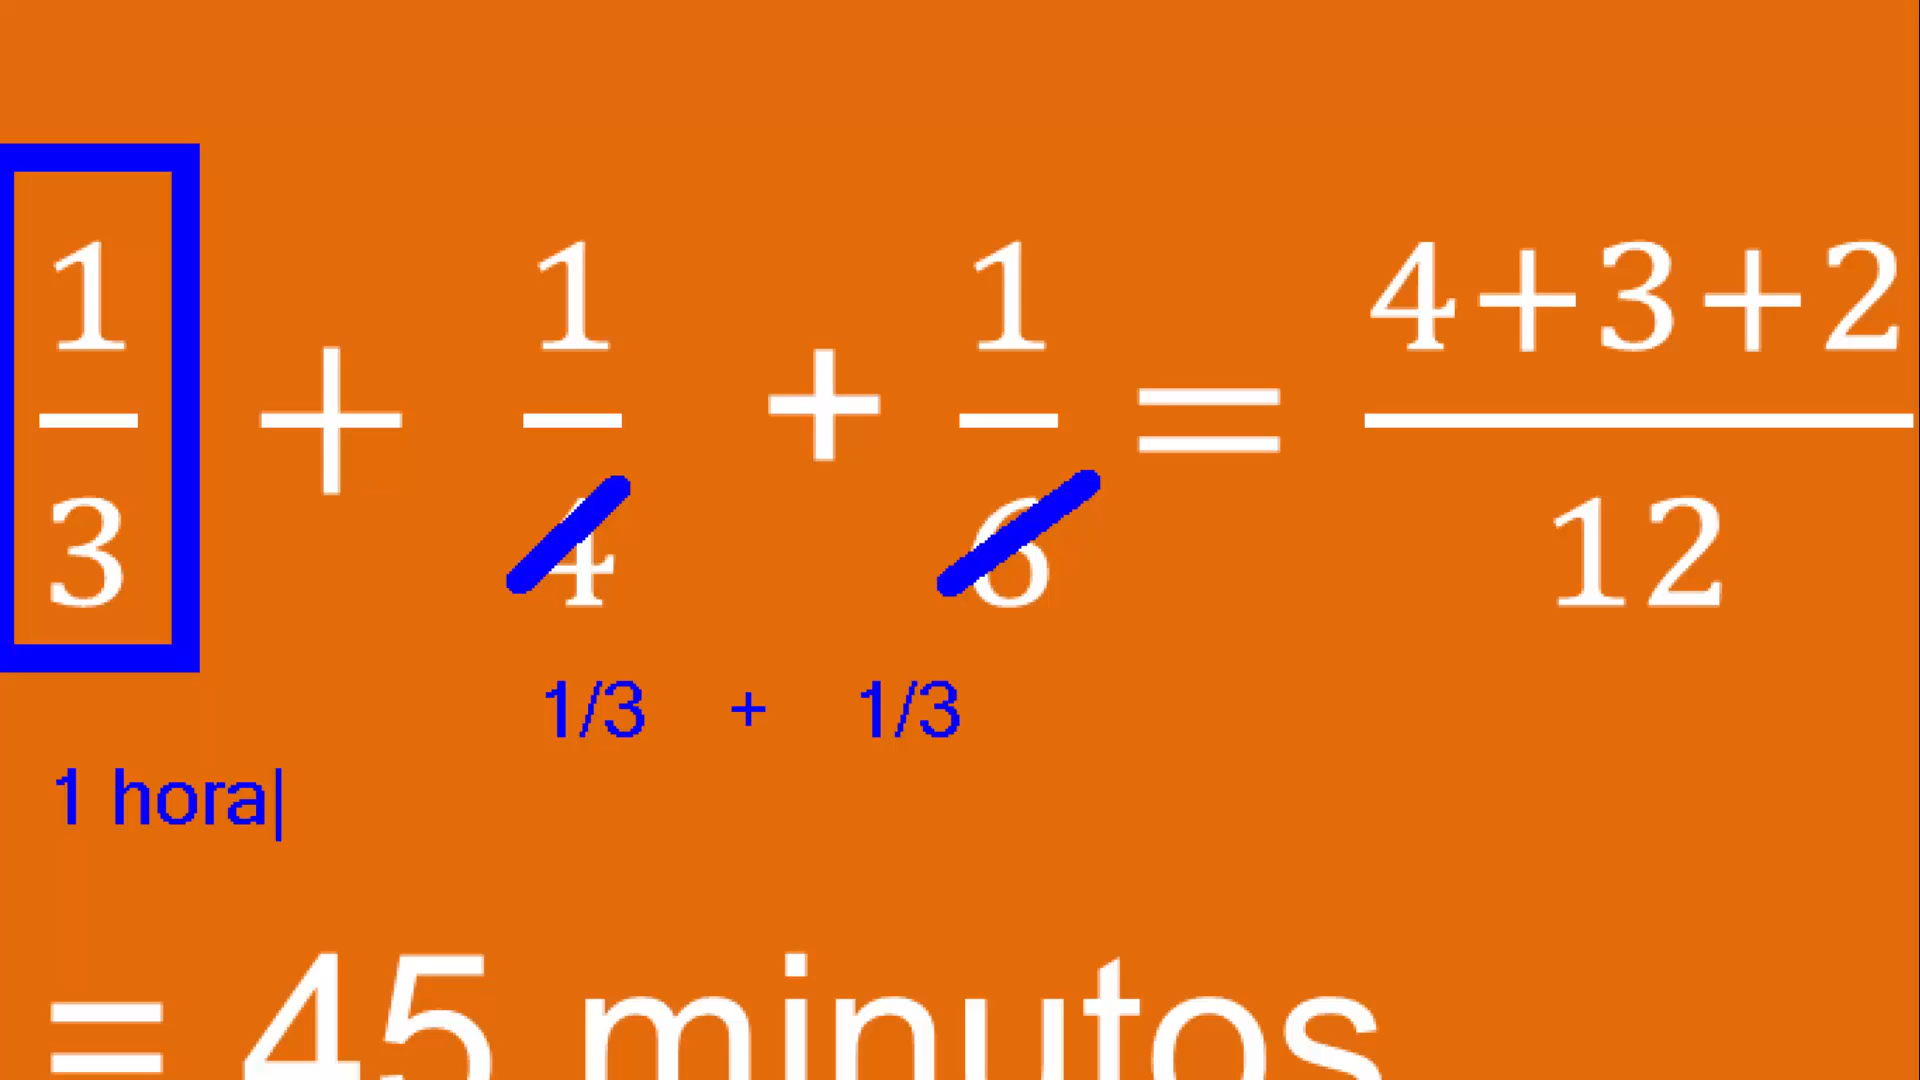 1/3 + 1/4 + 1/6 = 4+3+2/12
1/3 + 1/3
1 hora
= 45 minutos